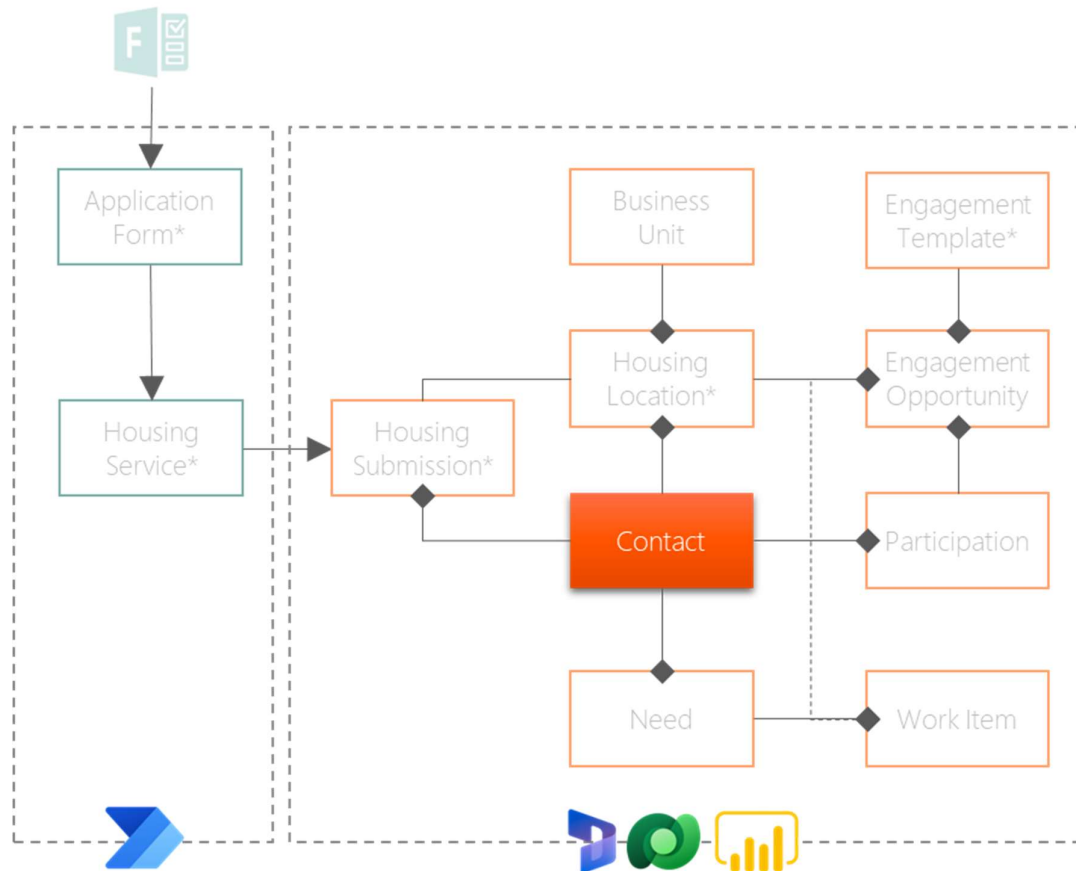 F
Application
Form*
Business
Unit
Engagement
Template*
Housing
Location*
Engagement
Opportunity
Housing
Service*
Housing
Submission*
Contact
Participation
Need
Work Item